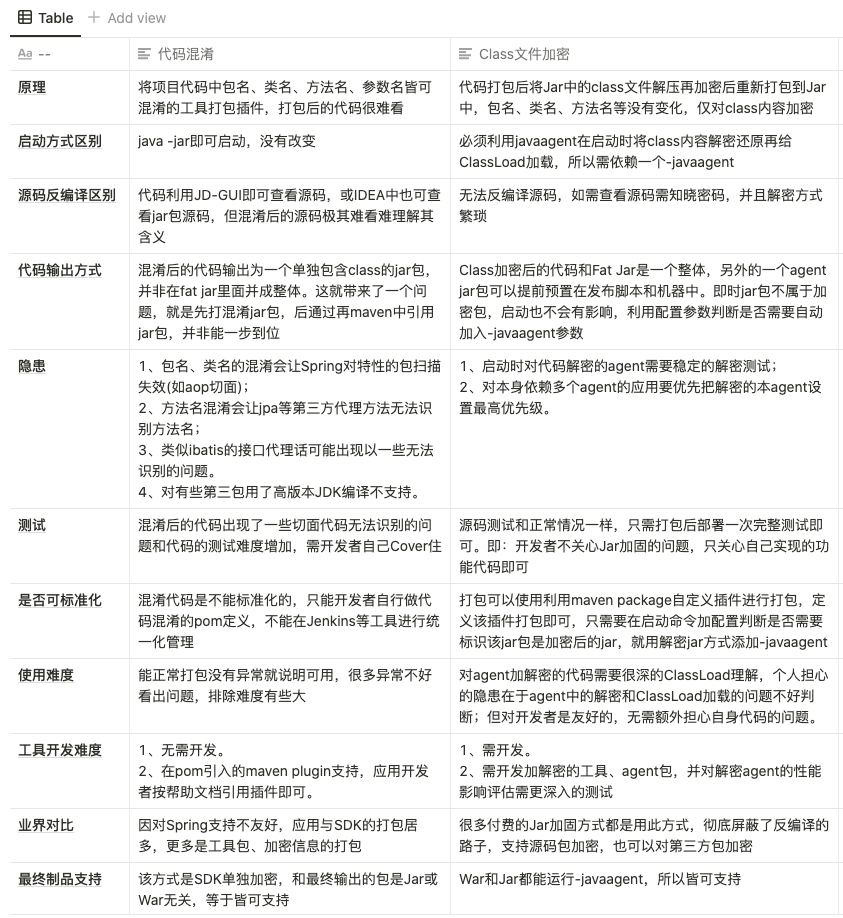 Table
Add view
Aa --
代码混淆
Class文件加密
原理
将项目代码中包名、类名、方法名、参数名皆可
混淆的工具打包插件，打包后的代码很难看
代码打包后将Jar中的class文件解压再加密后重新打包到Jar
中，包名、类名、方法名等没有变化，仅对class内容加密
启动方式区别
java -jar即可启动，没有改变
必须利用javaagent在启动时将class内容解密还原再给
ClassLoad加载，所以需依赖一个-javaagent
源码反编译区别
代码利用JD-GUI即可查看源码，或IDEA中也可查
看jar包源码，但混淆后的源码极其难看难理解其
含义
无法反编译源码，如需查看源码需知晓密码，并且解密方式
繁琐
代码输出方式
混淆后的代码输出为一个单独包含class的jar包，
并非在fat jar里面并成整体。这就带来了一个问
题，就是先打混淆jar包，后通过再maven中引用
jar包，并非能一步到位
Class加密后的代码和Fat Jar是一个整体，另外的一个agent
jar包可以提前预置在发布脚本和机器中。即时jar包不属于加
密包，启动也不会有影响，利用配置参数判断是否需要自动
加入-javaagent参数
隐患
1、包名、类名的混淆会让Spring对特性的包扫描
失效(如aop切面)；
2、方法名混淆会让jpa等第三方代理方法无法识
别方法名；
3、类似ibatis的接口代理话可能出现以一些无法
识别的问题。
4、对有些第三包用了高版本JDK编译不支持。
1、启动时对代码解密的agent需要稳定的解密测试；
2、对本身依赖多个agent的应用要优先把解密的本agent设
置最高优先级。
测试
混淆后的代码出现了一些切面代码无法识别的问
题和代码的测试难度增加，需开发者自己Cover住
源码测试和正常情况一样，只需打包后部署一次完整测试即
可。即：开发者不关心Jar加固的问题，只关心自己实现的功
能代码即可
是否可标准化
混淆代码是不能标准化的，只能开发者自行做代
码混淆的pom定义，不能在Jenkins等工具进行统
一化管理
打包可以使用利用maven package自定义插件进行打包，定
义该插件打包即可，只需要在启动命令加配置判断是否需要
标识该jar包是加密后的jar，就用解密jar方式添加-javaagent
使用难度
能正常打包没有异常就说明可用，很多异常不好
看出问题，排除难度有些大
对agent加解密的代码需要很深的ClassLoad理解，个人担心
的隐患在于agent中的解密和ClassLoad加载的问题不好判
断；但对开发者是友好的，无需额外担心自身代码的问题。
工具开发难度
1、无需开发。
2、在pom引入的maven plugin支持，应用开发
者按帮助文档引用插件即可。
1、需开发。
2、需开发加解密的工具、agent包，并对解密agent的性能
影响评估需更深入的测试
业界对比
因对Spring支持不友好，应用与SDK的打包居
多，更多是工具包、加密信息的打包
很多付费的Jar加固方式都是用此方式，彻底屏蔽了反编译的
路子，支持源码包加密，也可以对第三方包加密
最终制品支持
该方式是SDK单独加密，和最终输出的包是Jar或
War无关，等于皆可支持
War和Jar都能运行-javaagent，所以皆可支持